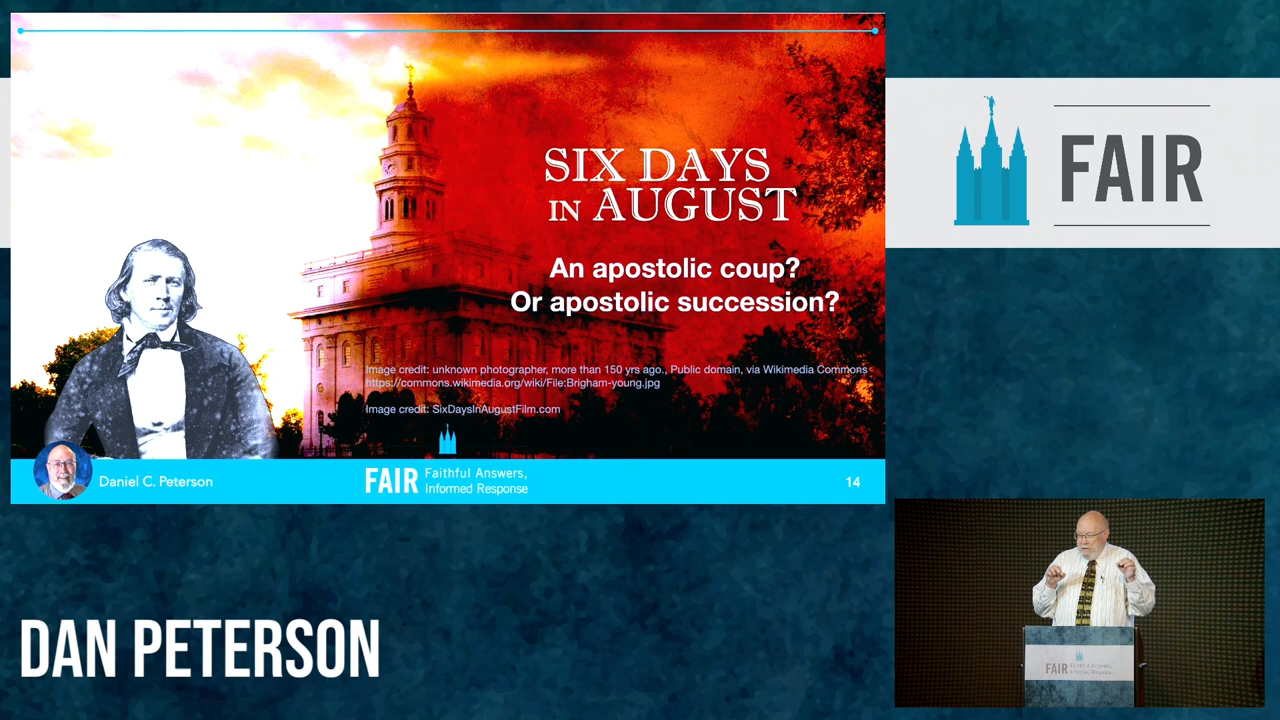 SIX DAYS
IN AUGUST
An apostolic coup?
Or apostolic succession?
Image credit: unknown photographer, more than 150 yrs ago., Public domain, via Wikimedia Commons
https://commons.wikimedia.org/wiki/File:Brigham-young.jpg
Image credit: SixDaysInAugustFilm.com
Daniel C. Peterson
FAIR
Faithful Answers,
Informed Response
14
FAIR
DAN PETERSON
FAIR